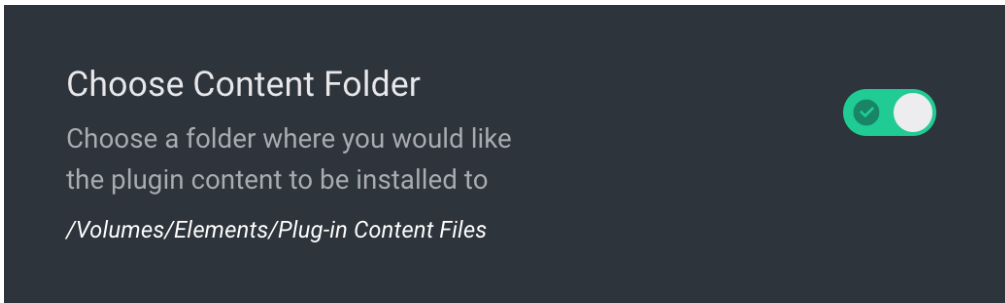 Choose Content Folder
Choose a folder where you would like
the plugin content to be installed to
/Volumes/Elements/Plug-in Content Files